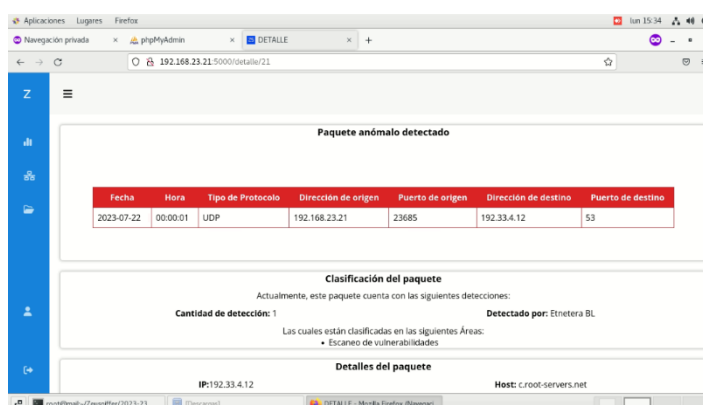 Aplicaciones Lugares Firefox lun 15:34
Navegación privada phpMyAdmin DETALLE
192.168.23.21:5000/detalle/21
Z
Paquete anómalo detectado
Fecha Hora Tipo de Protocolo Dirección de origen Puerto de origen Dirección de destino Puerto de destino
2023-07-22 00:00:01 UDP 192.168.23.21 23685 192.33.4.12 53
Clasificación del paquete
Actualmente, este paquete cuenta con las siguientes detecciones:
Cantidad de detección: 1 Detectado por: Etnetera BL
Las cuales están clasificadas en las siguientes Áreas:
• Escaneo de vulnerabilidades
Detalles del paquete
IP:192.33.4.12 Host: c.root-servers.net
DETALLE - Mozilla Firefox